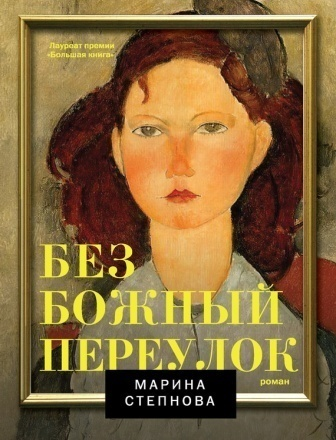 Лауреат премии
«Большая книга»
БЕЗ
БОЖНЫЙ
ПЕРЕУЛОК
роман
МАРИНА
СТЕПНОВА